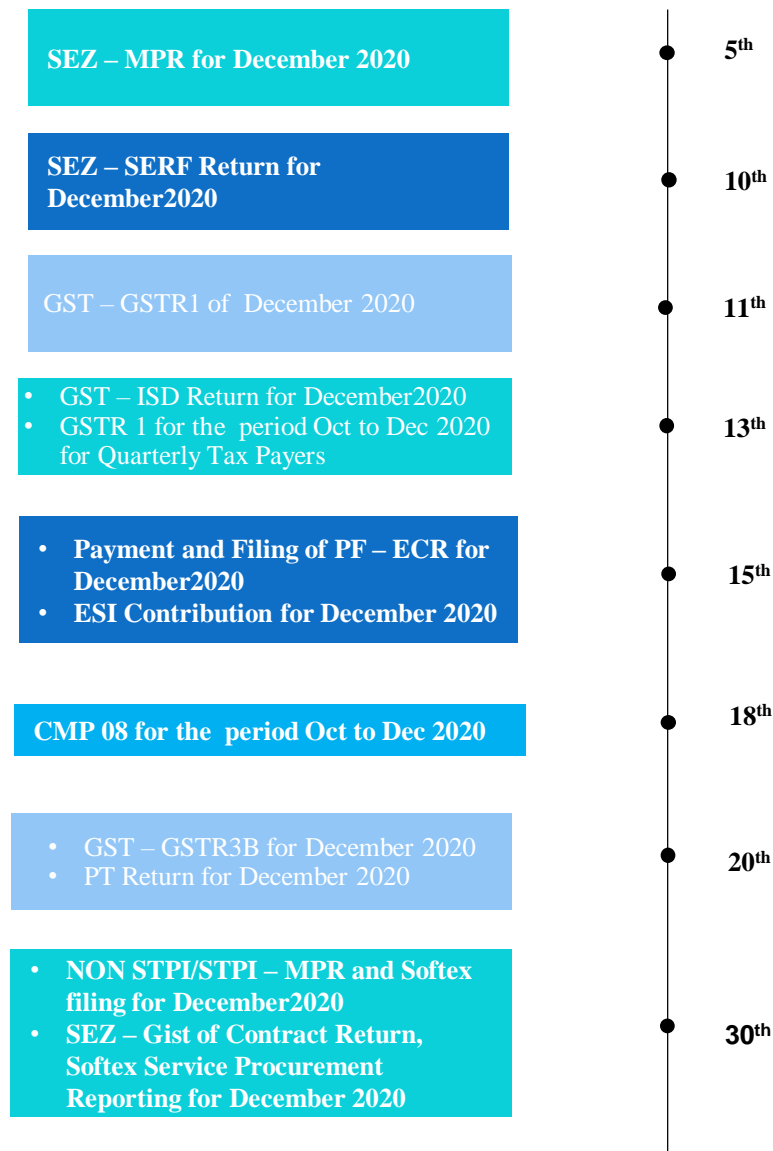 SEZ – MPR for December 2020
5th
SEZ – SERF Return for
December2020
10th
GST – GSTR1 of December 2020
11th
• GST – ISD Return for December2020
• GSTR 1 for the period Oct to Dec 2020
for Quarterly Tax Payers
13th
• Payment and Filing of PF – ECR for
December2020
• ESI Contribution for December 2020
15th
CMP 08 for the period Oct to Dec 2020
18th
• GST – GSTR3B for December 2020
• PT Return for December 2020
20th
• NON STPI/STPI – MPR and Softex
filing for December2020
• SEZ – Gist of Contract Return,
Softex Service Procurement
Reporting for December 2020
30th